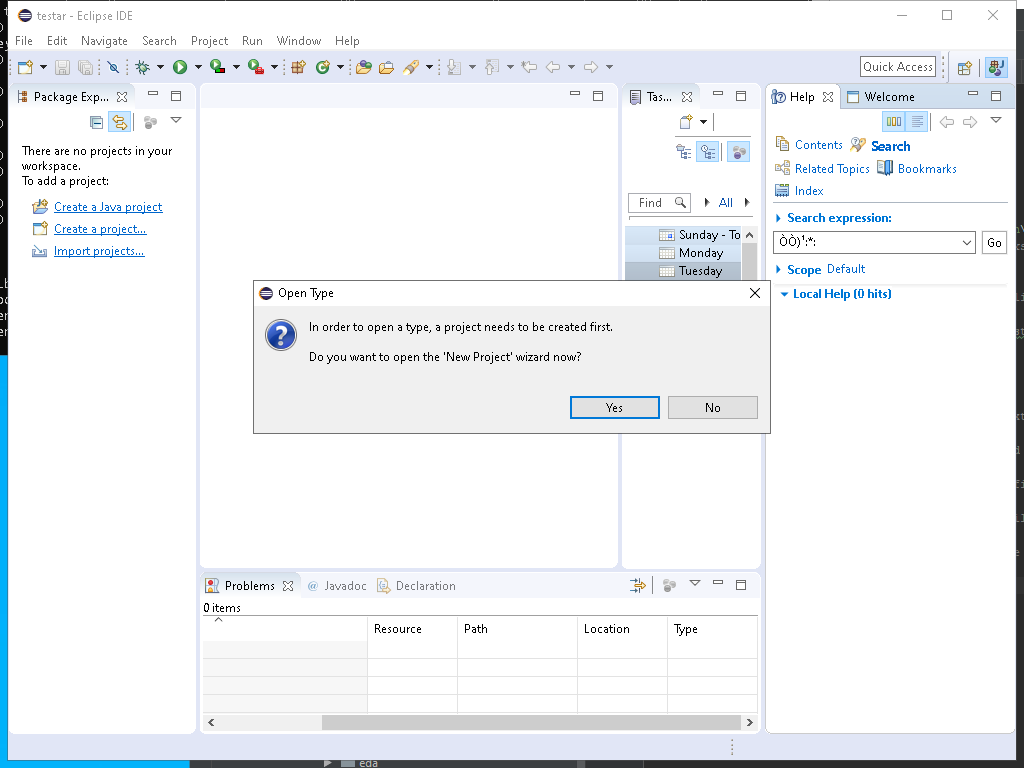 testar - Eclipse IDE
File Edit Navigate Search Project Run Window Help
Quick Access
Package Exp...
There are no projects in your
workspace.
To add a project:
Create a Java project
Create a project...
Import projects...
Tas...
Find
All
Sunday - To
Monday
Tuesday
Help
Welcome
Contents
Search
Related Topics
Bookmarks
Index
Search expression:
ÒÒ)¹:*:
Go
Scope Default
Local Help (0 hits)
Open Type
In order to open a type, a project needs to be created first.
Do you want to open the 'New Project' wizard now?
Yes
No
Problems
@ Javadoc
Declaration
0 items
Resource Path Location Type
eda